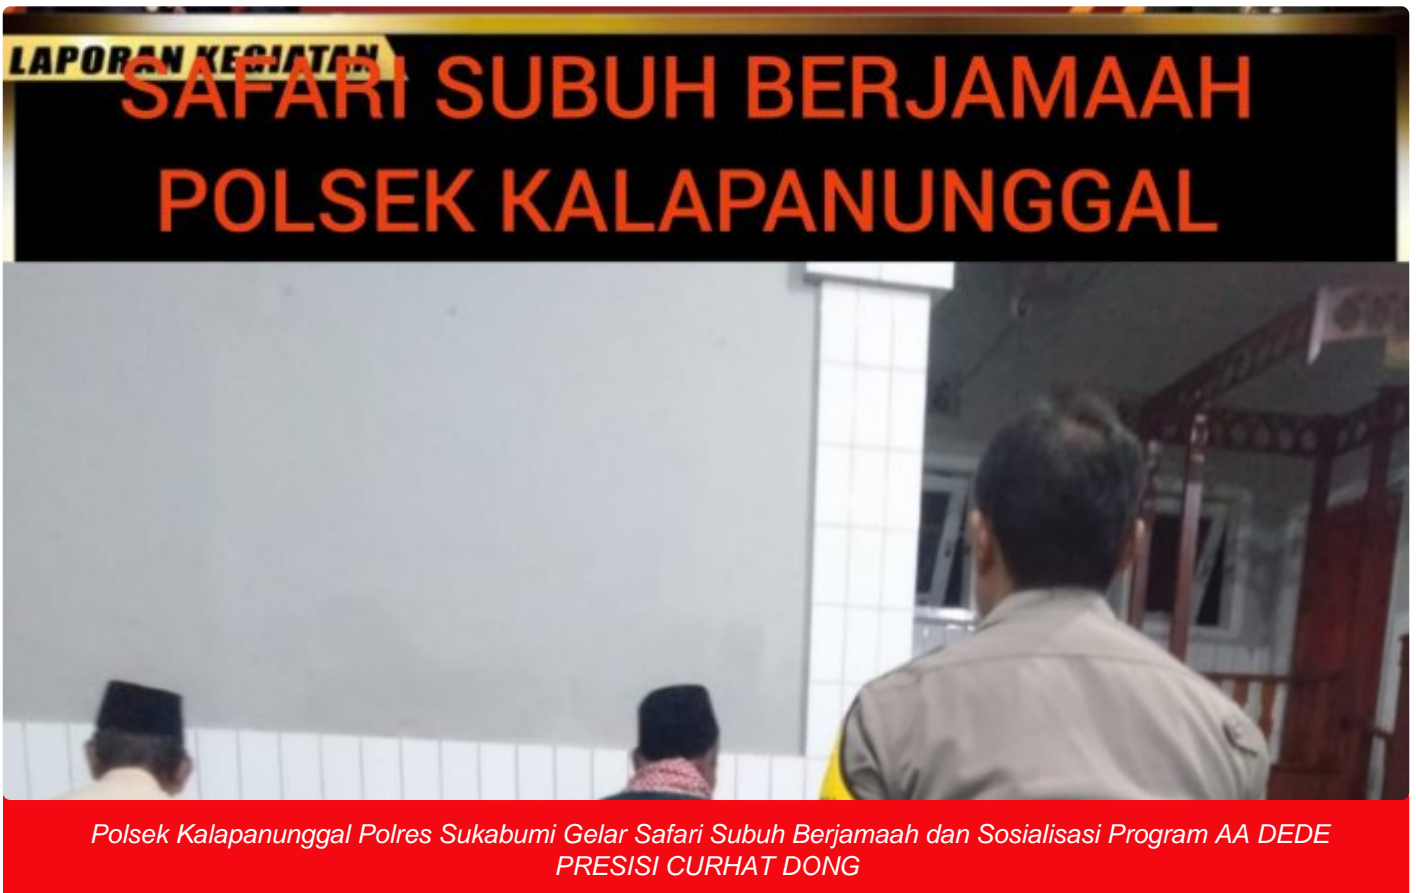 LAPORAN KEGIATAN
SAFARI SUBUH BERJAMAAH
POLSEK KALAPANUNGGAL
Polsek Kalapanunggal Polres Sukabumi Gelar Safari Subuh Berjamaah dan Sosialisasi Program AA DEDE
PRESISI CURHAT DONG